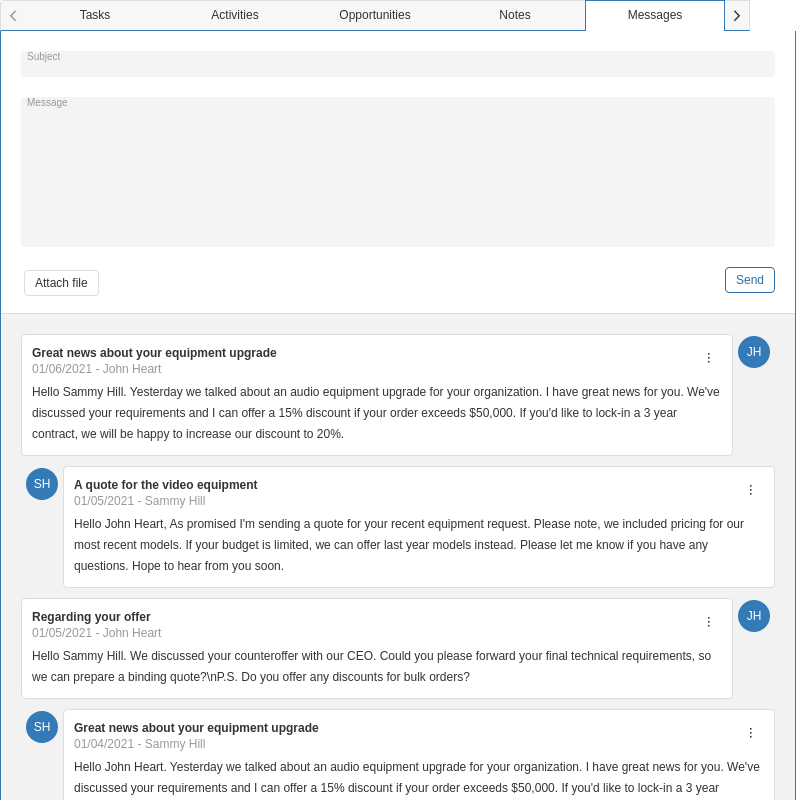 Tasks Activities Opportunities Notes Messages
Subject
Message
Attach file
Send
Great news about your equipment upgrade
JH
01/06/2021 - John Heart
Hello Sammy Hill. Yesterday we talked about an audio equipment upgrade for your organization. I have great news for you. We've
discussed your requirements and I can offer a 15% discount if your order exceeds $50,000. If you'd like to lock-in a 3 year
contract, we will be happy to increase our discount to 20%.
SH
A quote for the video equipment
01/05/2021 - Sammy Hill
Hello John Heart, As promised I'm sending a quote for your recent equipment request. Please note, we included pricing for our
most recent models. If your budget is limited, we can offer last year models instead. Please let me know if you have any
questions. Hope to hear from you soon.
Regarding your offer
JH
01/05/2021 - John Heart
Hello Sammy Hill. We discussed your counteroffer with our CEO. Could you please forward your final technical requirements, so
we can prepare a binding quote?\nP.S. Do you offer any discounts for bulk orders?
SH
Great news about your equipment upgrade
01/04/2021 - Sammy Hill
Hello John Heart. Yesterday we talked about an audio equipment upgrade for your organization. I have great news for you. We've
discussed your requirements and I can offer a 15% discount if your order exceeds $50,000. If you'd like to lock-in a 3 year